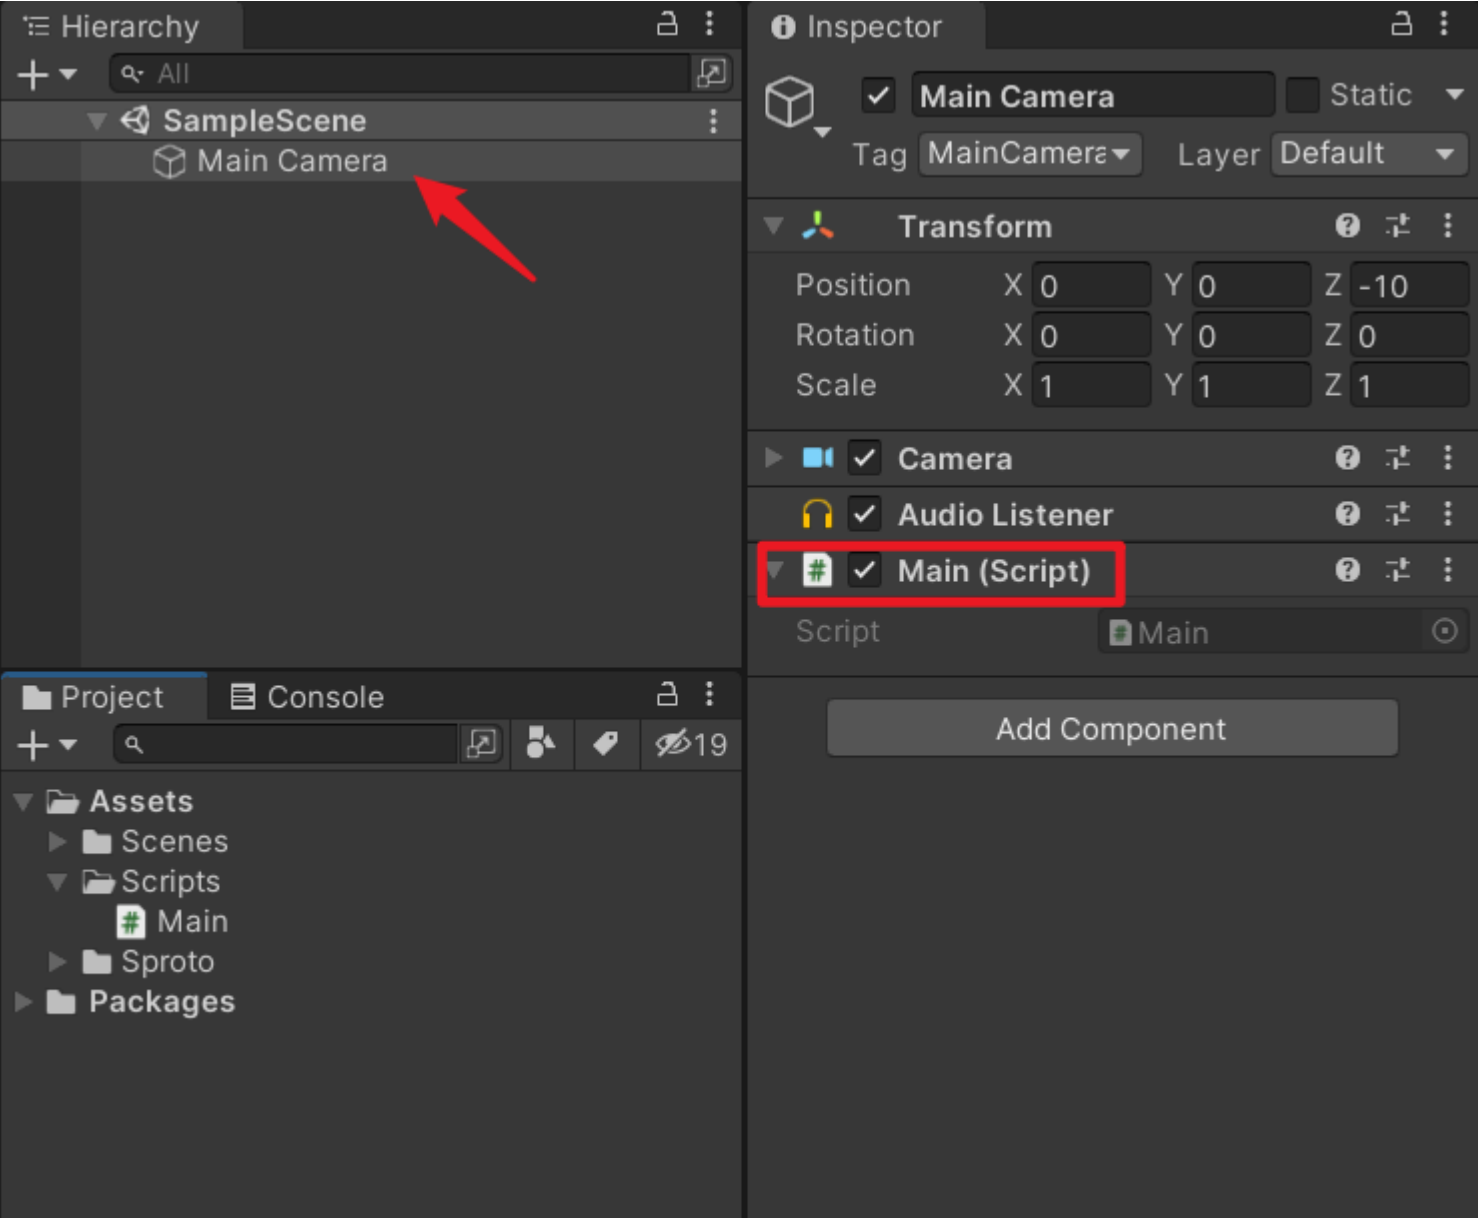 Hierarchy
All
SampleScene
Main Camera
Inspector
Main Camera
Static
Tag MainCamera Layer Default
Transform
Position X 0 Y 0 Z -10
Rotation X 0 Y 0 Z 0
Scale X 1 Y 1 Z 1
Camera
Audio Listener
# Main (Script)
Script # Main
Add Component
Project Console
19
Assets
Scenes
Scripts
# Main
Sproto
Packages